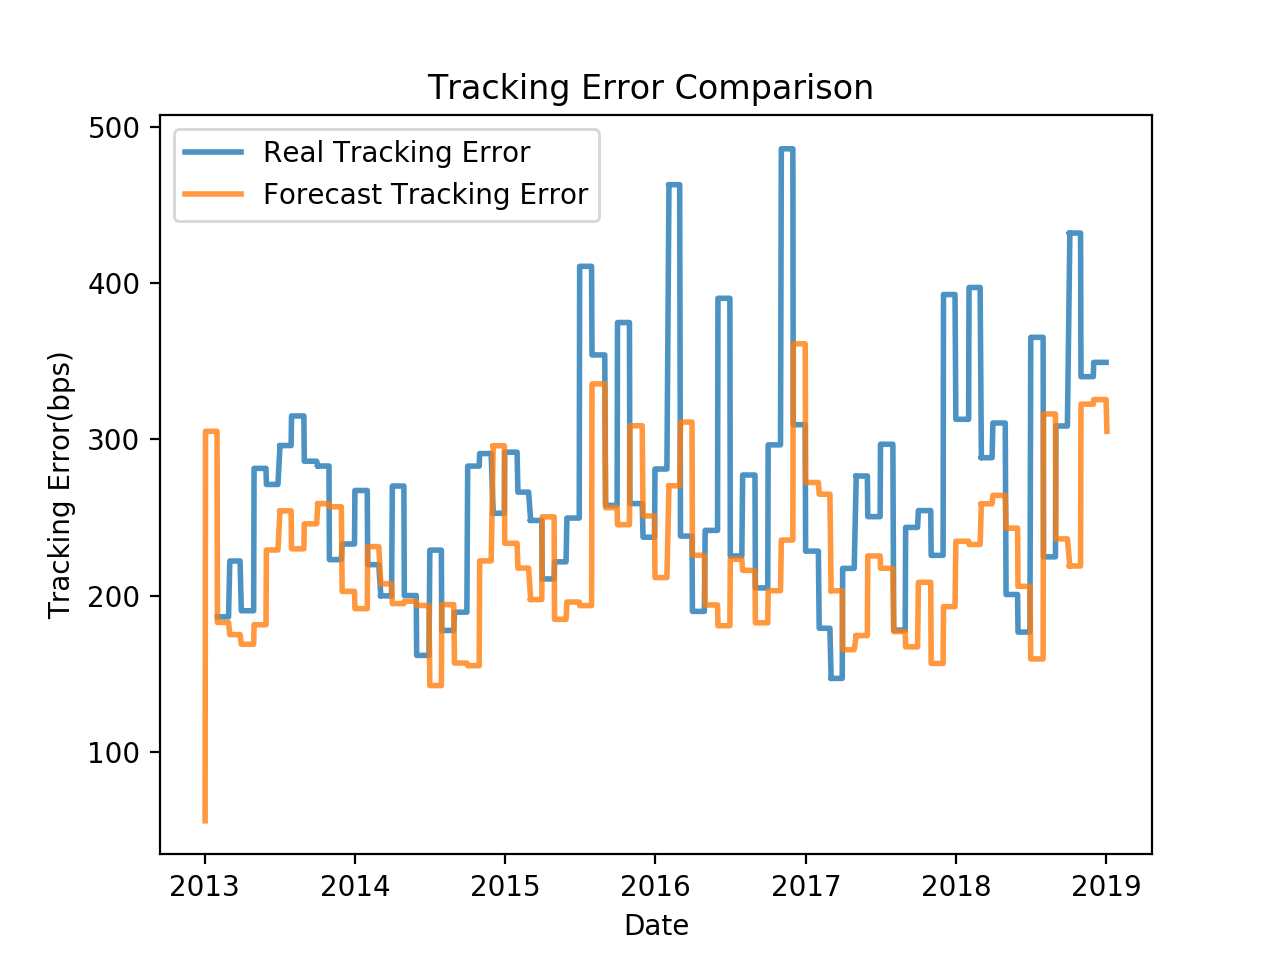 Tracking Error Comparison
500
Real Tracking Error
Forecast Tracking Error
400
300
200
100
Tracking Error(bps)
2013 2014 2015 2016 2017 2018 2019
Date